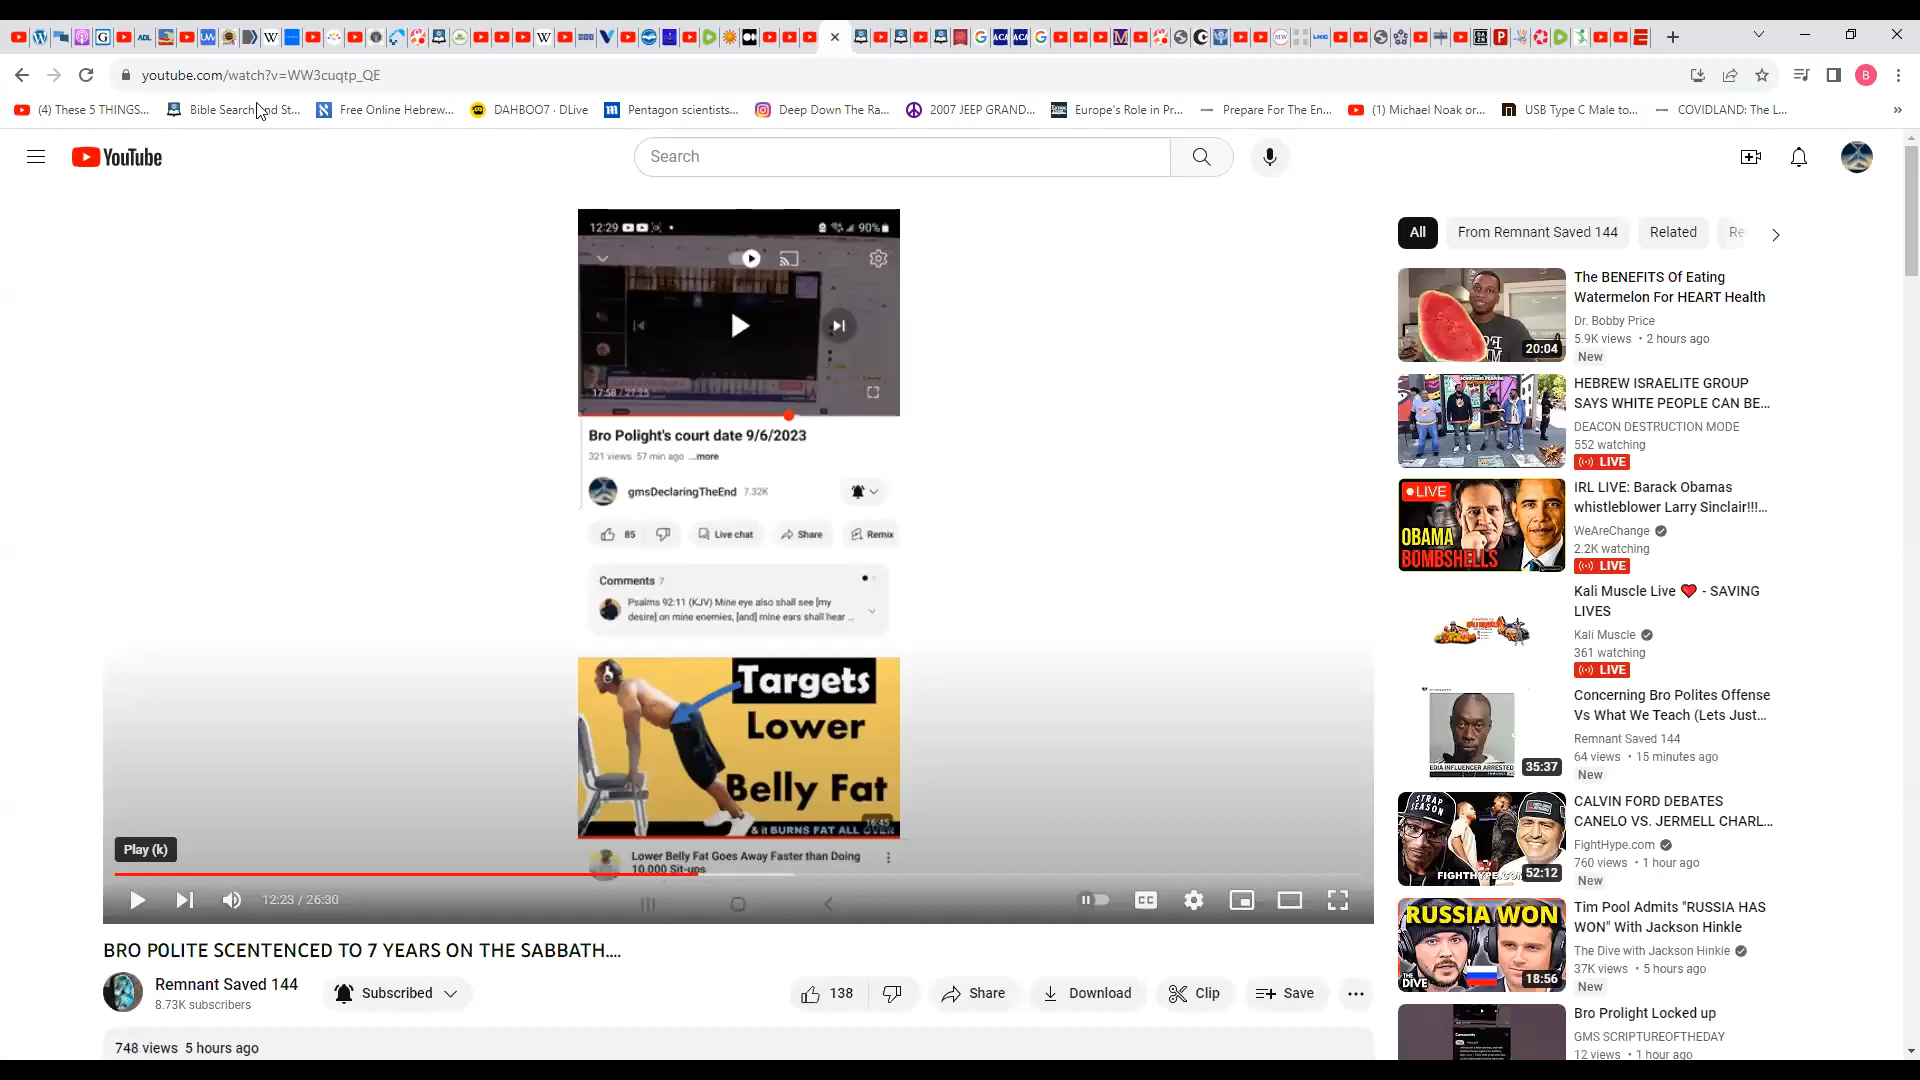 youtube.com/watch?v=WW3cuqtp_QE
B
(4) These 5 THINGS...
Bible Search and St...
Free Online Hebrew...
DAHBOO7 · DLive
Pentagon scientists...
Deep Down The Ra...
2007 JEEP GRAND...
Europe's Role in Pr...
Prepare For The En...
(1) Michael Noak or...
USB Type C Male to...
COVIDLAND: The L...
YouTube
Search
12:29
90%
17:58 / 27:25
Bro Polight's court date 9/6/2023
321 views 57 min ago ...more
gmsDeclaringTheEnd 7.32K
85
Live chat
Share
Remix
Comments 7
Psalms 92:11 (KJV) Mine eye also shall see [my
desire] on mine enemies, [and] mine ears shall hear ...
Targets
Lower
Belly Fat
& it BURNS FAT ALL OVER
16:45
Lower Belly Fat Goes Away Faster than Doing
10,000 Sit-ups
Play (k)
12:23 / 26:30
CC
BRO POLITE SCENTENCED TO 7 YEARS ON THE SABBATH....
Remnant Saved 144
8.73K subscribers
Subscribed
138
Share
Download
Clip
Save
748 views 5 hours ago
All
From Remnant Saved 144
Related
Re
20:04
The BENEFITS Of Eating
Watermelon For HEART Health
Dr. Bobby Price
5.9K views • 2 hours ago
New
HEBREW ISRAELITE GROUP
SAYS WHITE PEOPLE CAN BE...
DEACON DESTRUCTION MODE
552 watching
LIVE
LIVE
OBAMA
BOMBSHELLS
IRL LIVE: Barack Obamas
whistleblower Larry Sinclair!!!...
WeAreChange
2.2K watching
LIVE
Kali Muscle Live ❤️ - SAVING
LIVES
Kali Muscle
361 watching
LIVE
EDIA INFLUENCER ARRESTED
35:37
Concerning Bro Polites Offense
Vs What We Teach (Lets Just...
Remnant Saved 144
64 views • 15 minutes ago
New
STRAP
SEASON
FIGHTHYPE.COM
52:12
CALVIN FORD DEBATES
CANELO VS. JERMELL CHARL...
FightHype.com
760 views • 1 hour ago
New
RUSSIA WON
THE
DIVE
18:56
Tim Pool Admits "RUSSIA HAS
WON" With Jackson Hinkle
The Dive with Jackson Hinkle
37K views • 5 hours ago
New
Bro Prolight Locked up
GMS SCRIPTUREOFTHEDAY
12 views • 1 hour ago